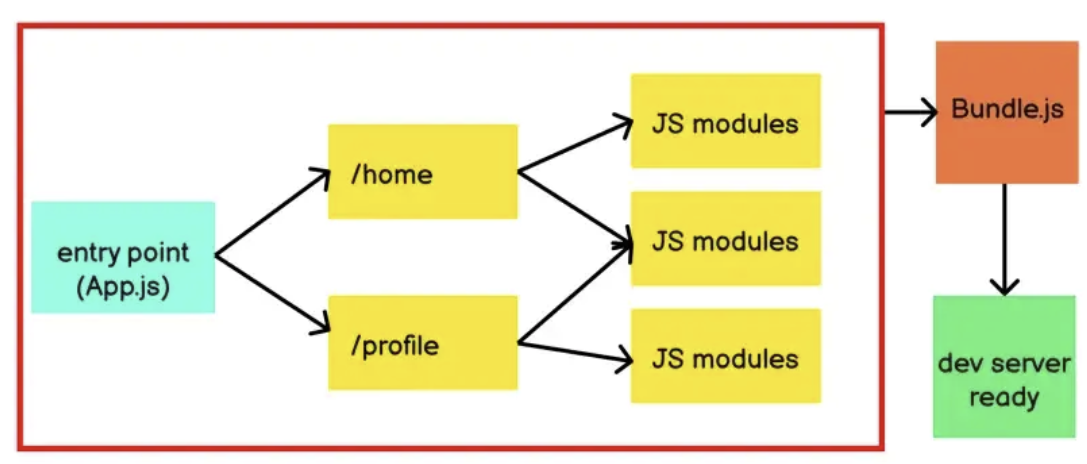 entry point
(App.js)
/home
/profile
JS modules
JS modules
JS modules
Bundle.js
dev server
ready